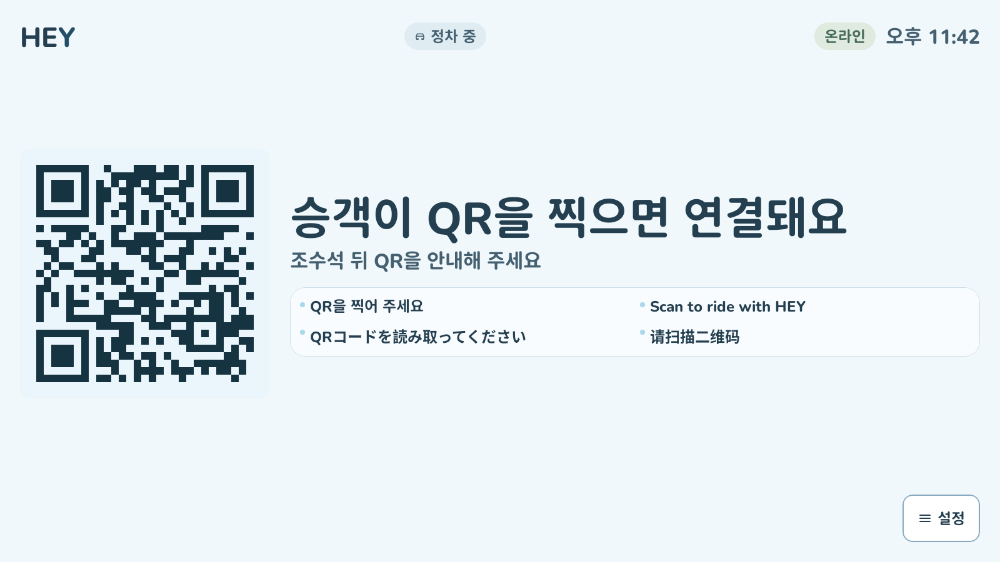 HEY
정차 중
온라인 오후 11:42
승객이 QR을 찍으면 연결돼요
조수석 뒤 QR을 안내해 주세요
QR을 찍어 주세요
Scan to ride with HEY
QRコードを読み取ってください
请扫描二维码
설정